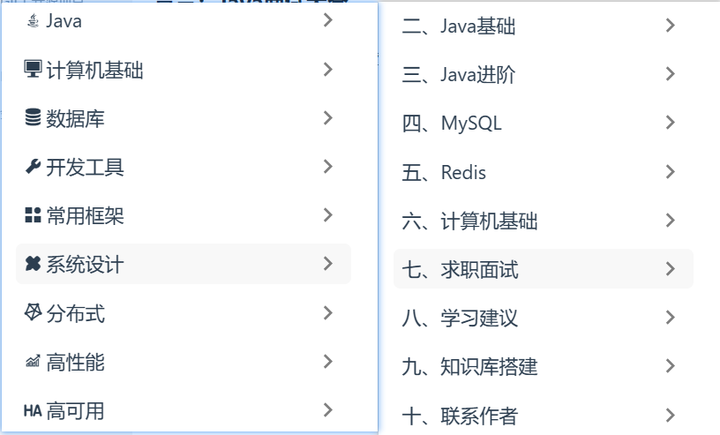 Java
计算机基础
数据库
开发工具
常用框架
系统设计
分布式
高性能
HA 高可用
二、Java基础
三、Java进阶
四、MySQL
五、Redis
六、计算机基础
七、求职面试
八、学习建议
九、知识库搭建
十、联系作者